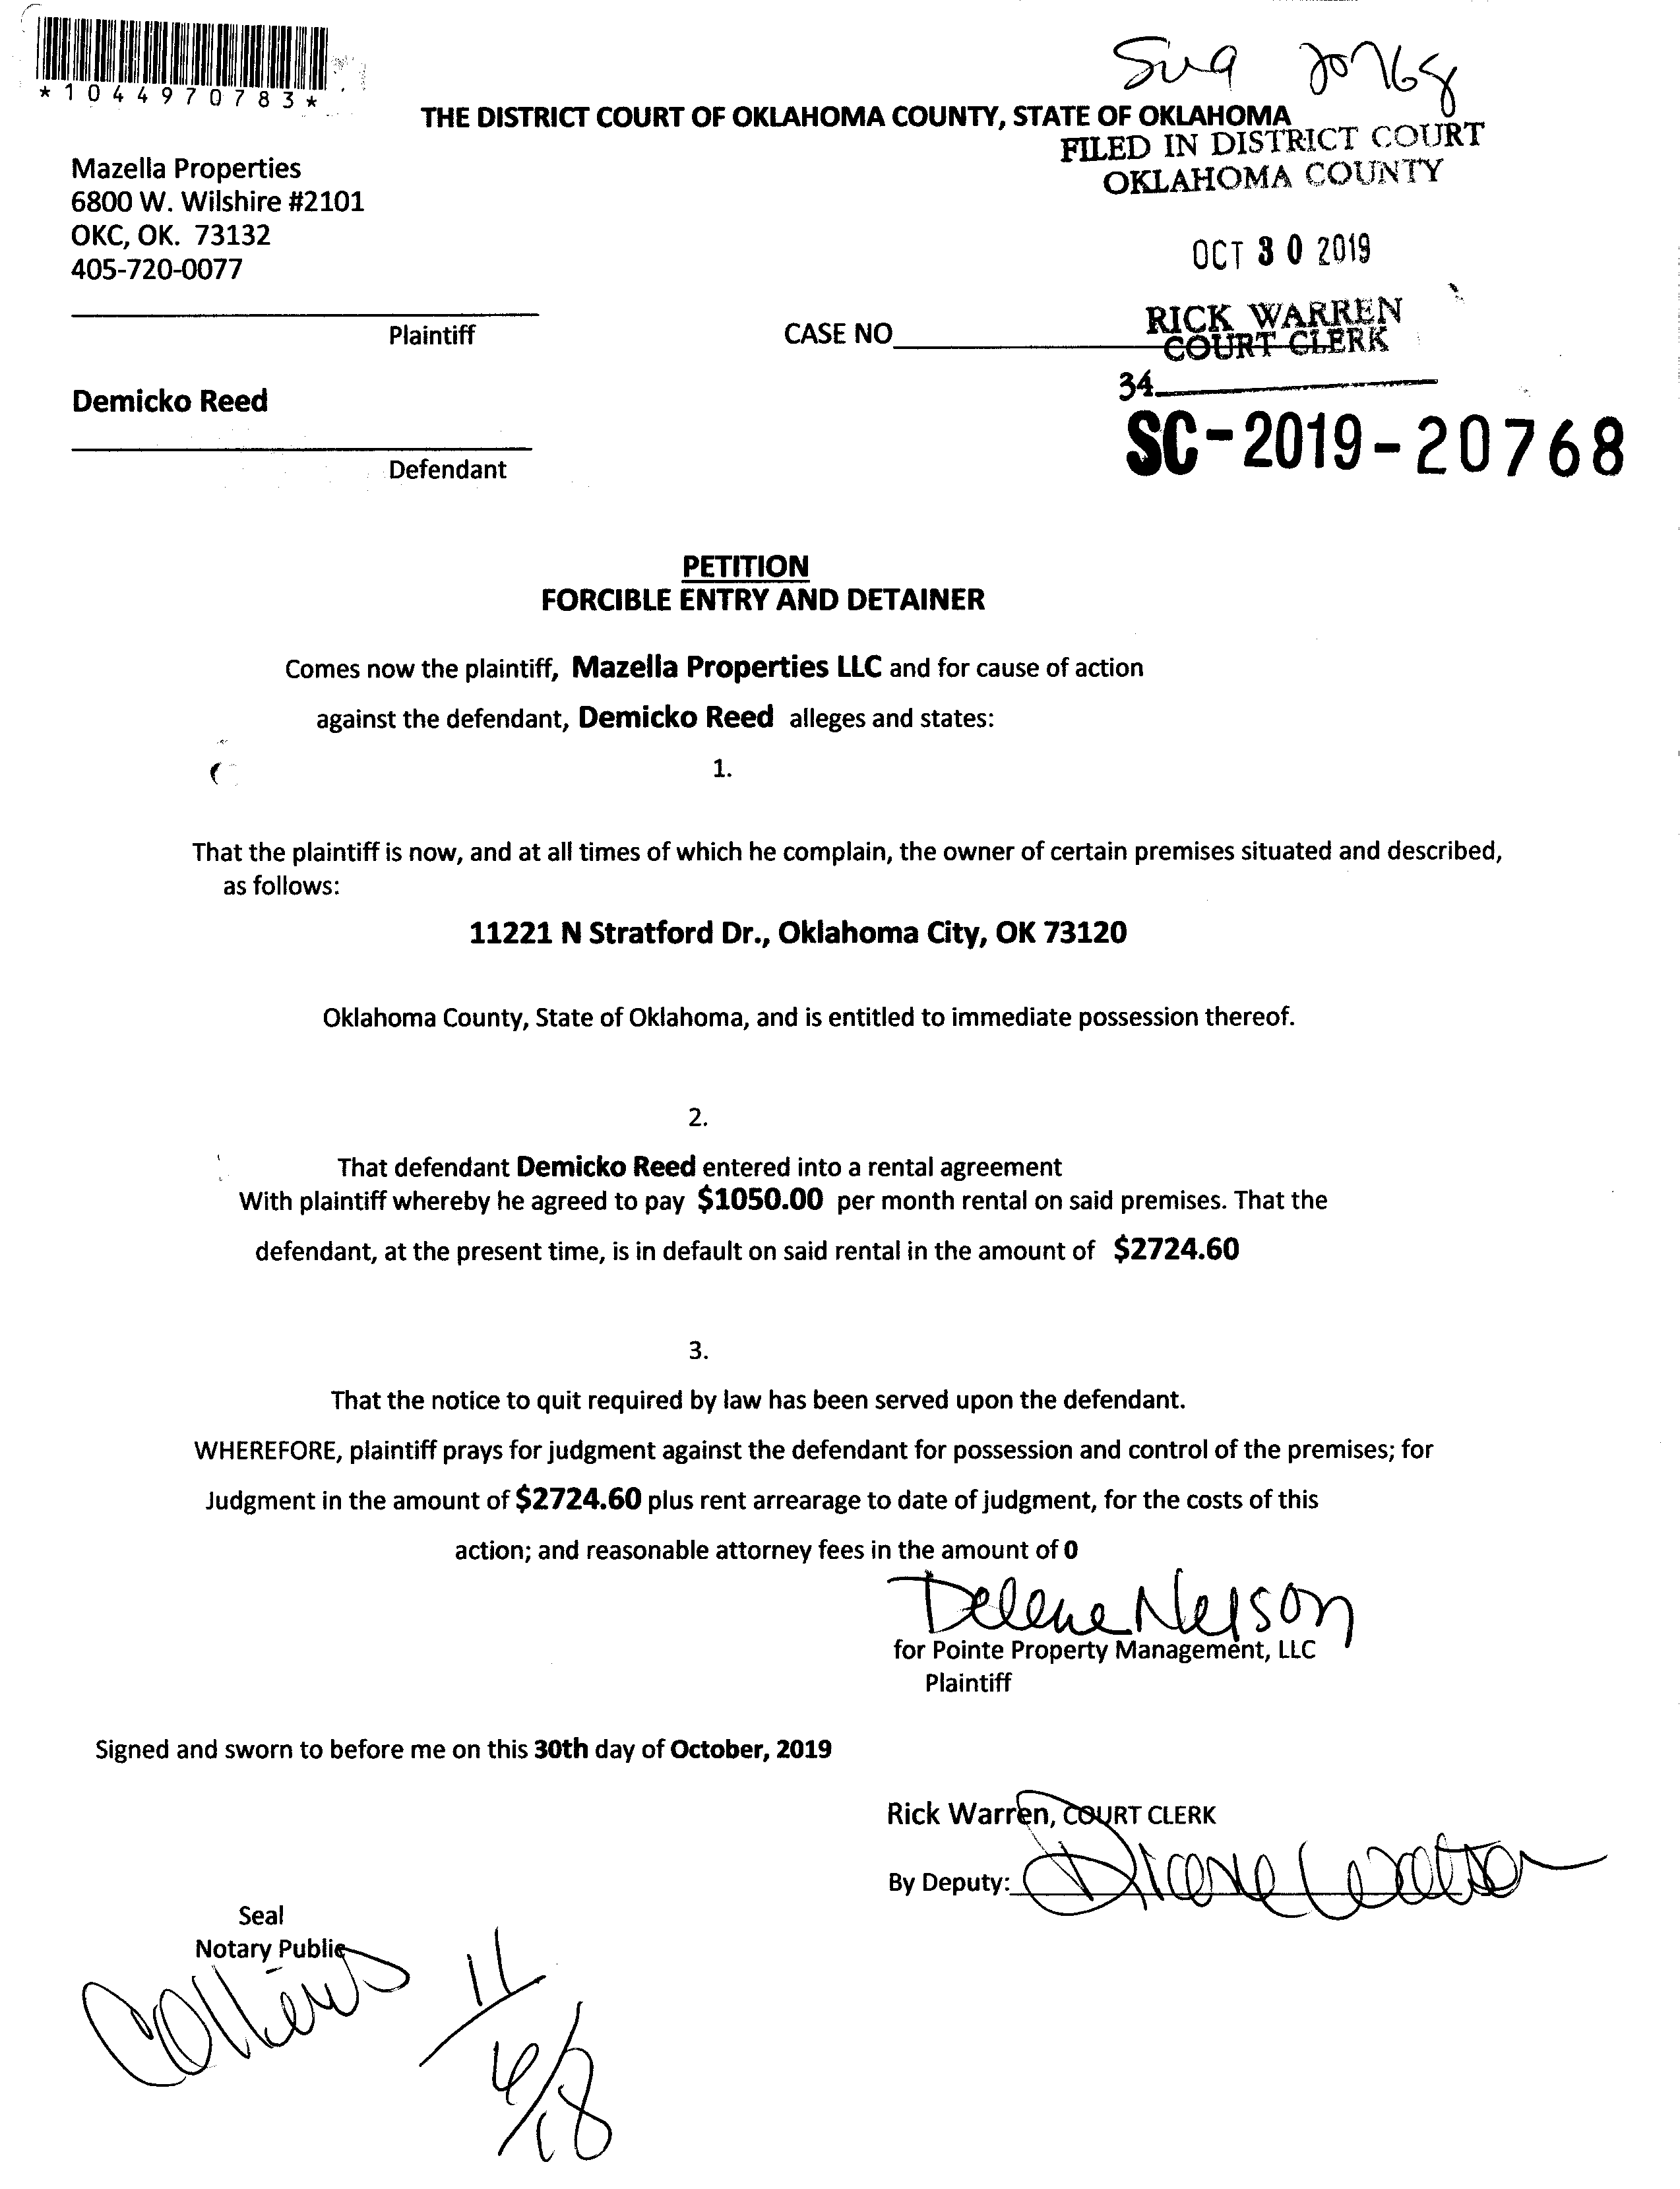 *1044970783*
THE DISTRICT COURT OF OKLAHOMA COUNTY, STATE OF OKLAHOMA
FILED IN DISTRICT COURT
OKLAHOMA COUNTY
Mazella Properties
6800 W. Wilshire #2101
OKC, OK. 73132
405-720-0077
OCT 30 2019
RICK WARREN
COURT CLERK
Plaintiff
CASE NO
34
Demicko Reed
SC-2019-20768
Defendant
PETITION
FORCIBLE ENTRY AND DETAINER
Comes now the plaintiff, Mazella Properties LLC and for cause of action
against the defendant, Demicko Reed alleges and states:
1.
That the plaintiff is now, and at all times of which he complain, the owner of certain premises situated and described,
as follows:
11221 N Stratford Dr., Oklahoma City, OK 73120
Oklahoma County, State of Oklahoma, and is entitled to immediate possession thereof.
2.
That defendant Demicko Reed entered into a rental agreement
With plaintiff whereby he agreed to pay $1050.00 per month rental on said premises. That the
defendant, at the present time, is in default on said rental in the amount of $2724.60
3.
That the notice to quit required by law has been served upon the defendant.
WHEREFORE, plaintiff prays for judgment against the defendant for possession and control of the premises; for
Judgment in the amount of $2724.60 plus rent arrearage to date of judgment, for the costs of this
action; and reasonable attorney fees in the amount of 0
Delene Nelson
for Pointe Property Management, LLC
Plaintiff
Signed and sworn to before me on this 30th day of October, 2019
Rick Warren, COURT CLERK
By Deputy:
Seal
Notary Public